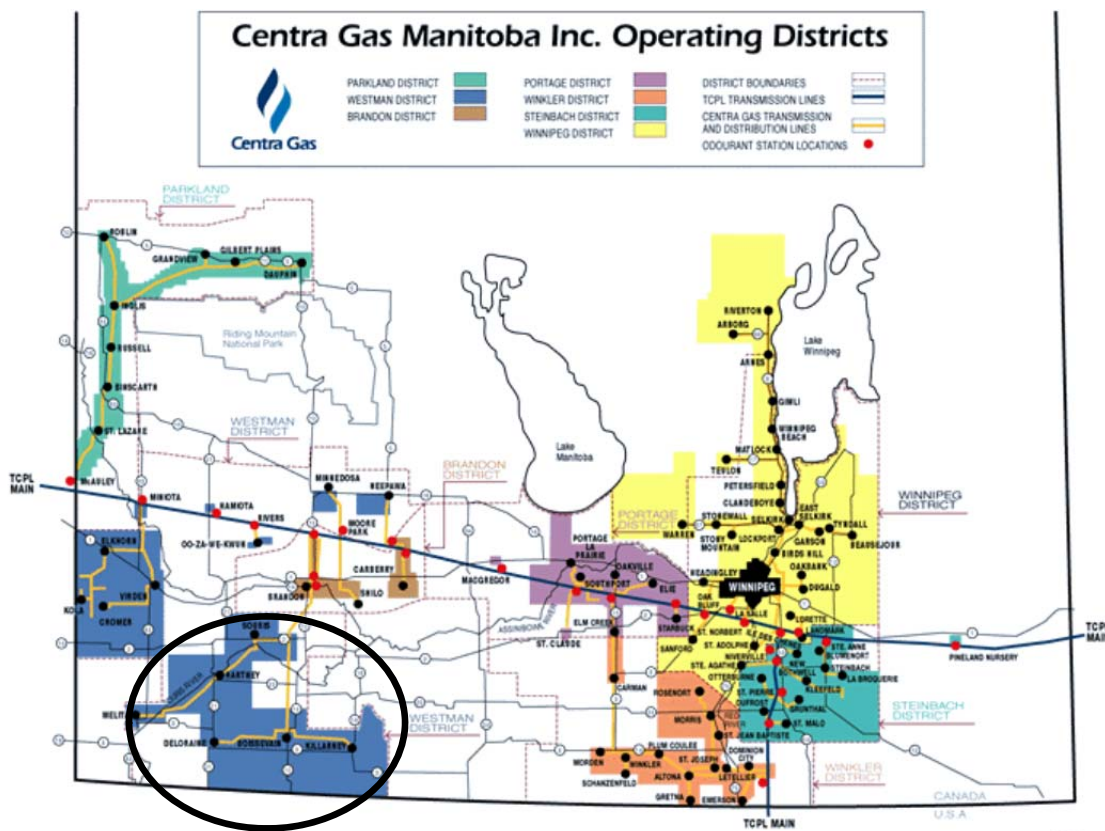 Centra Gas Manitoba Inc. Operating Districts
Centra Gas
PARKLAND DISTRICT
WESTMAN DISTRICT
BRANDON DISTRICT
PORTAGE DISTRICT
WINKLER DISTRICT
STEINBACH DISTRICT
WINNIPEG DISTRICT
DISTRICT BOUNDARIES
TCPL TRANSMISSION LINES
CENTRA GAS TRANSMISSION
AND DISTRIBUTION LINES
ODOURANT STATION LOCATIONS
PARKLAND
DISTRICT
ROBLIN
GRANDVIEW
GILBERT PLAINS
DAUPHIN
INGLIS
Riding Mountain
National Park
RUSSELL
BINSCARTH
ST. LAZARE
WESTMAN
DISTRICT
McAULEY
TCPL
MAIN
MINIOTA
HAMIOTA
RIVERS
OO-ZA-WE-KWUN
MINNEDOSA
NEEPAWA
BRANDON
DISTRICT
MOORE
PARK
CARBERRY
BRANDON
SHILO
ELKHORN
VIRDEN
KOLA
CROMER
SOURIS
HARTNEY
MELITA
DELORAINE
BOISSEVAIN
KILLARNEY
WESTMAN
DISTRICT
Lake
Manitoba
Lake
Winnipeg
RIVERTON
ARBORG
ARNES
GIMLI
WINNIPEG
BEACH
MATLOCK
TEULON
PETERSFIELD
CLANDEBOYE
STONEWALL
SELKIRK
EAST
SELKIRK
TYNDALL
GARSON
BEAUSEJOUR
WARREN
STONY
MOUNTAIN
LOCKPORT
BIRDS HILL
OAKBANK
DUGALD
WINNIPEG
DISTRICT
PORTAGE
DISTRICT
PORTAGE
LA
PRAIRIE
OAKVILLE
SOUTHPORT
ELIE
HEADINGLEY
WINNIPEG
MACGREGOR
ASSINIBOINE RIVER
ST. CLAUDE
ELM CREEK
STARBUCK
OAK
BLUFF
LA SALLE
LORETTE
SANFORD
ST. NORBERT
ILE DES CHENES
LANDMARK
ST. ADOLPHE
STE. ANNE
BLUMENORT
NIVERVILLE
NEW
BOTHWELL
STEINBACH
STE. AGATHE
LA BROQUERIE
OTTERBURNE
KLEEFELD
ST. PIERRE
GRUNTHAL
DUFROST
ST. MALO
CARMAN
ROSENORT
MORRIS
RED
RIVER
ST. JEAN BAPTISTE
PLUM COULEE
DOMINION
CITY
MORDEN
WINKLER
ST. JOSEPH
SCHANZENFELD
ALTONA
LETELLIER
GRETNA
EMERSON
PINELAND NURSERY
TCPL
MAIN
STEINBACH
DISTRICT
WINKLER
DISTRICT
CANADA
U.S.A
TCPL MAIN